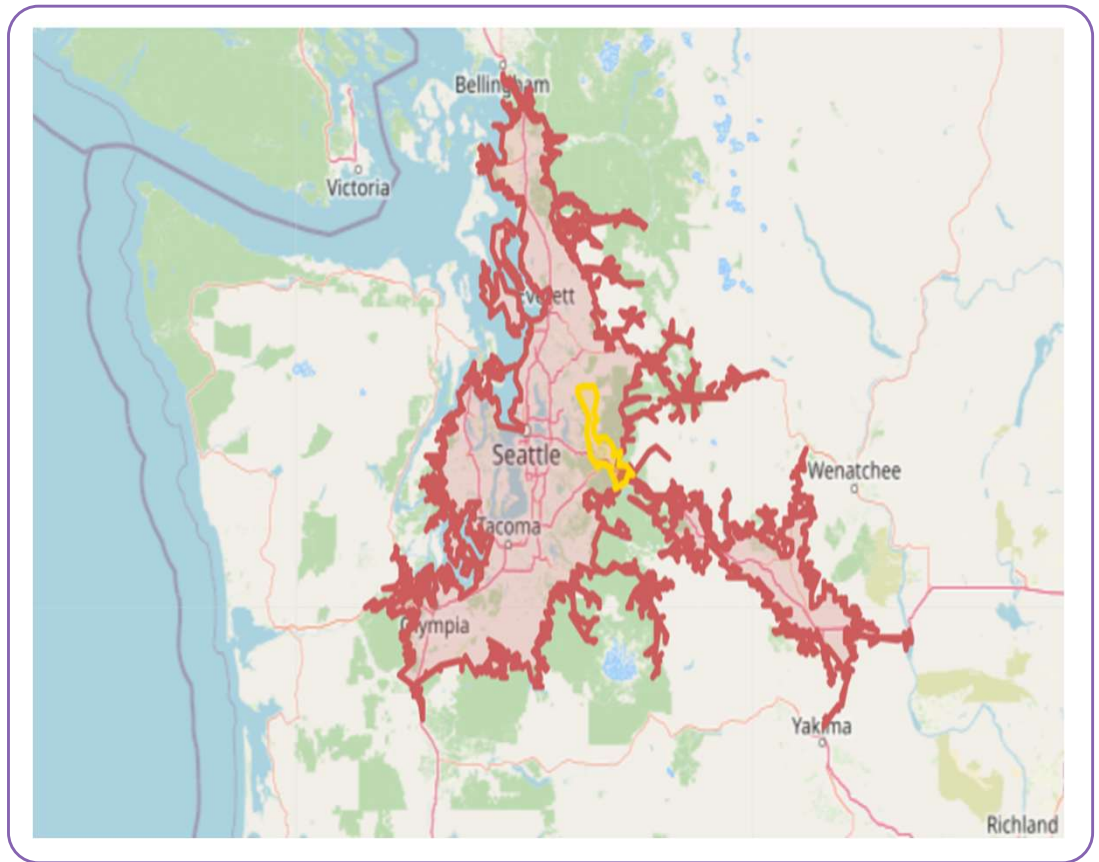 Bellingham
Victoria
Everett
Seattle
Wenatchee
Tacoma
Olympia
Yakima
Richland